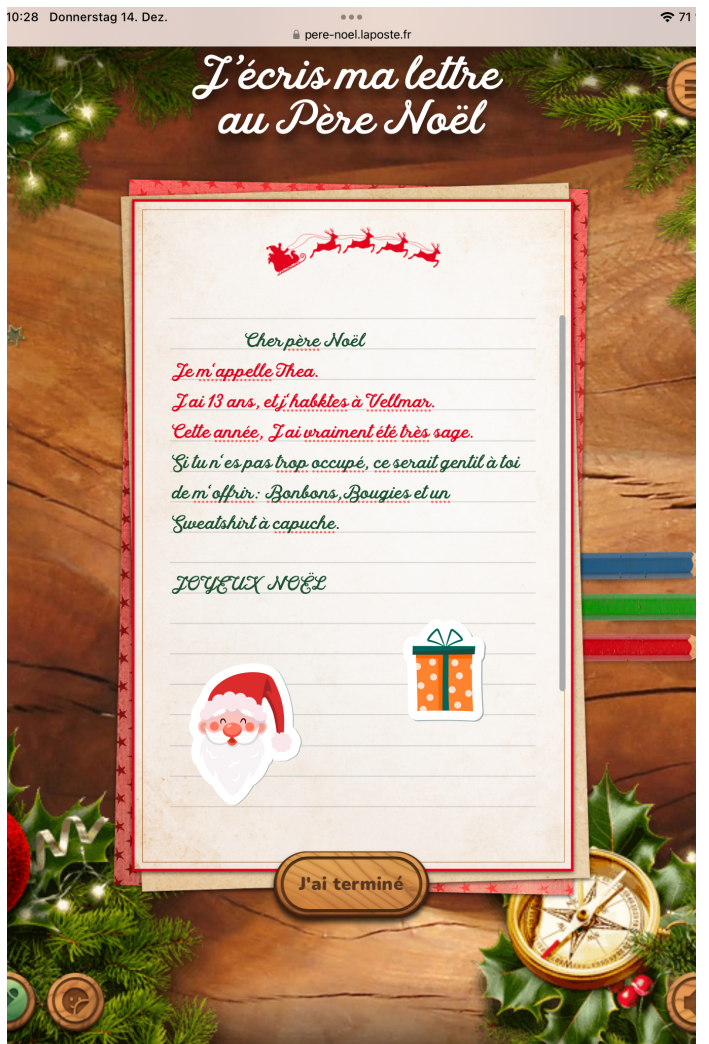 10:28 Donnerstag 14. Dez.
71
pere-noel.laposte.fr
J'écris ma lettre
au Père Noël
Cher père Noël
Je m'appelle Thea.
J'ai 13 ans, et j'habktes à Vellmar.
Cette année, J'ai vraiment été très sage.
Si tu n'es pas trop occupé, ce serait gentil à toi
de m'offrir: Bonbons,Bougies et un
Sweatshirt à capuche.
JOYEUX NOËL
J'ai terminé